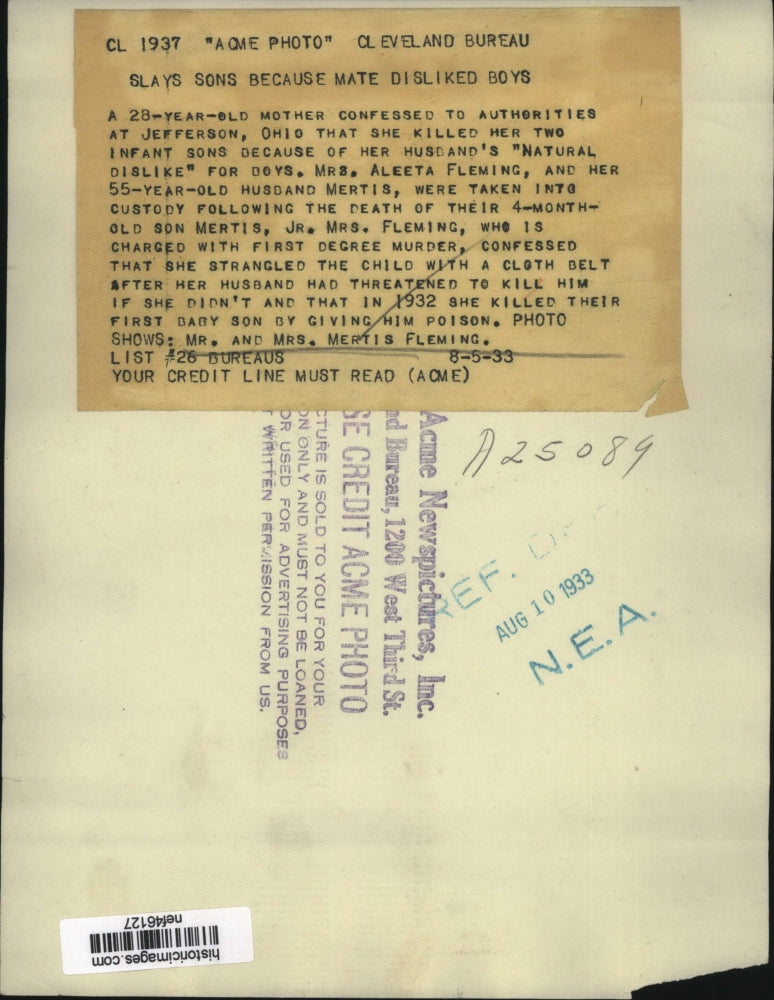 CL 1937 "ACME PHOTO" CLEVELAND BUREAU
SLAYS SONS BECAUSE MATE DISLIKED BOYS
A 28-YEAR-OLD MOTHER CONFESSED TO AUTHORITIES
AT JEFFERSON, OHIO THAT SHE KILLED HER TWO
INFANT SONS BECAUSE OF HER HUSBAND'S "NATURAL
DISLIKE" FOR BOYS. MRS. ALEETA FLEMING, AND HER
55-YEAR-OLD HUSBAND MERTIS, WERE TAKEN INTO
CUSTODY FOLLOWING THE DEATH OF THEIR 4-MONTH-
OLD SON MERTIS, JR. MRS. FLEMING, WHO IS
CHARGED WITH FIRST DEGREE MURDER, CONFESSED
THAT SHE STRANGLED THE CHILD WITH A CLOTH BELT
AFTER HER HUSBAND HAD THREATENED TO KILL HIM
IF SHE DIDN'T AND THAT IN 1932 SHE KILLED THEIR
FIRST BABY SON BY GIVING HIM POISON. PHOTO
SHOWS: MR. AND MRS. MERTIS FLEMING.
LIST #26 BUREAUS 8-5-33
YOUR CREDIT LINE MUST READ (ACME)
A25089
Acme Newspictures, Inc.
nd Bureau, 1200 West Third St.
SE CREDIT ACME PHOTO
CTURE IS SOLD TO YOU FOR YOUR
ON ONLY AND MUST NOT BE LOANED,
OR USED FOR ADVERTISING PURPOSES
T WRITTEN PERMISSION FROM US.
REF.
AUG 10 1933
N.E.A.
historicimages.com
nef46127